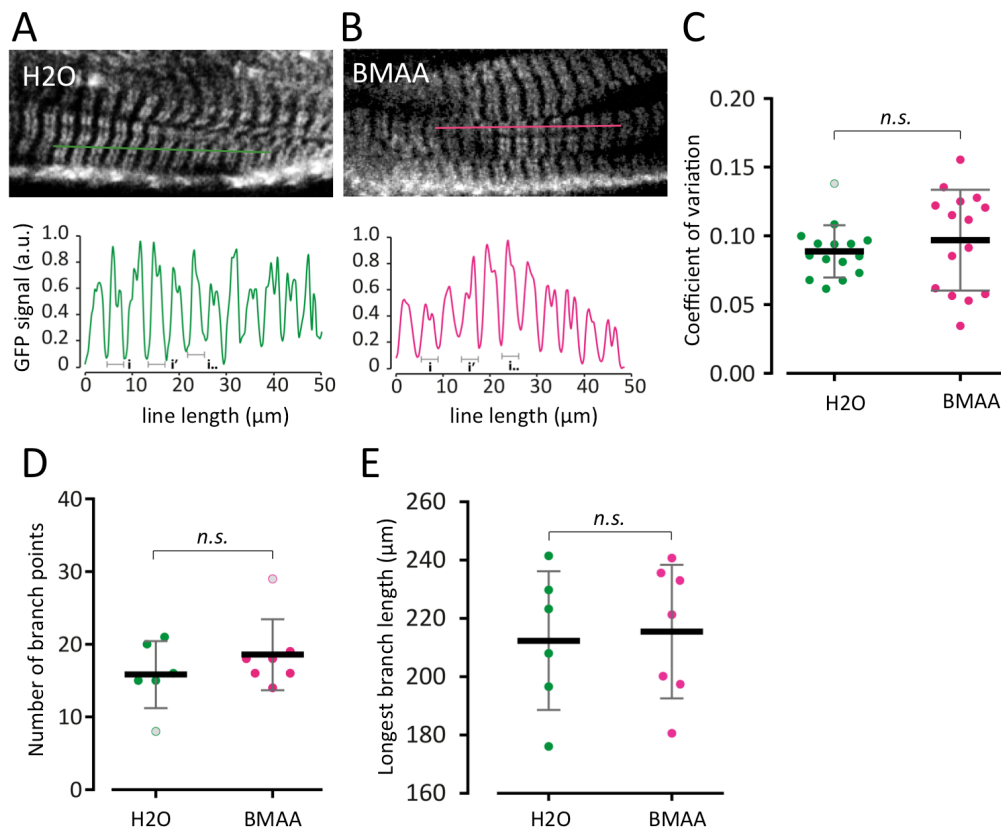 A
H2O
GFP signal (a.u.)
1.0
0.8
0.6
0.4
0.2
0
i
i′
i..
0
10
20
30
40
50
line length (µm)
B
BMAA
1.0
0.8
0.6
0.4
0.2
0
i
i′
i..
0
10
20
30
40
50
line length (µm)
C
Coefficient of variation
0.20
0.15
0.10
0.05
0.00
n.s.
H2O
BMAA
D
Number of branch points
40
30
20
10
0
n.s.
H2O
BMAA
E
Longest branch length (µm)
260
240
220
200
180
160
n.s.
H2O
BMAA